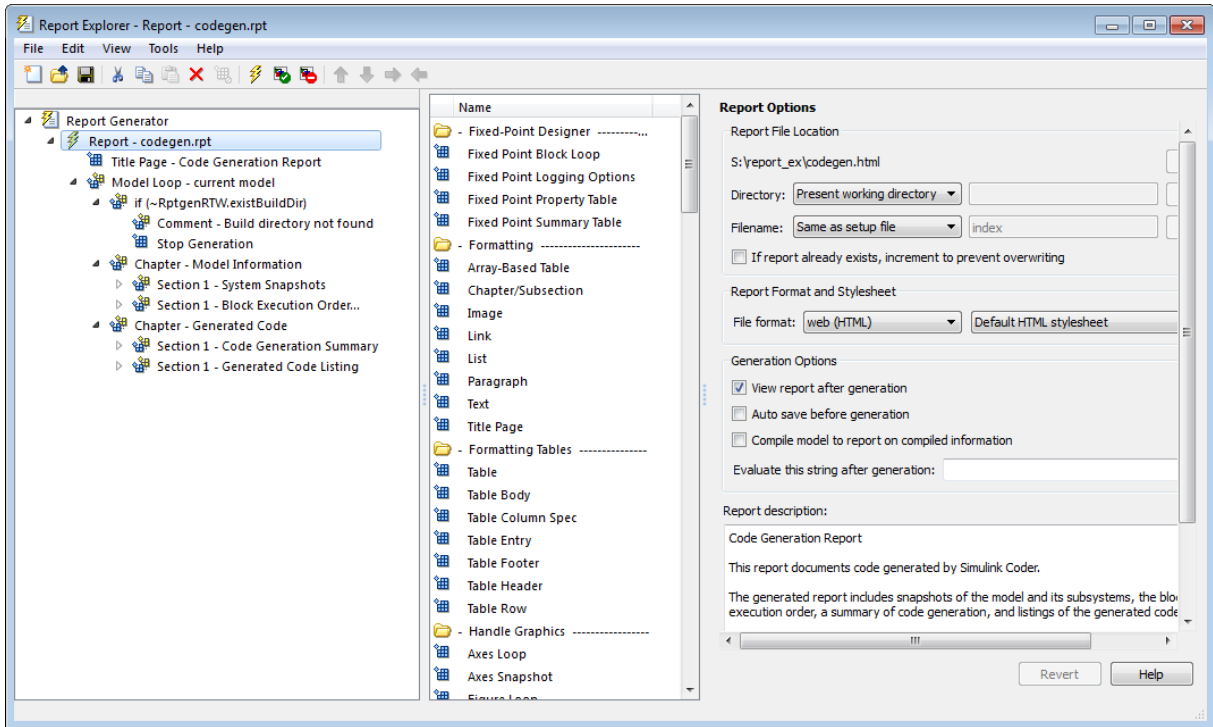 Report Explorer - Report - codegen.rpt
File Edit View Tools Help
Report Generator
Report - codegen.rpt
Title Page - Code Generation Report
Model Loop - current model
if (~RptgenRTW.existBuildDir)
Comment - Build directory not found
Stop Generation
Chapter - Model Information
Section 1 - System Snapshots
Section 1 - Block Execution Order...
Chapter - Generated Code
Section 1 - Code Generation Summary
Section 1 - Generated Code Listing
Name
- Fixed-Point Designer ---------...
Fixed Point Block Loop
Fixed Point Logging Options
Fixed Point Property Table
Fixed Point Summary Table
- Formatting ----------------------
Array-Based Table
Chapter/Subsection
Image
Link
List
Paragraph
Text
Title Page
- Formatting Tables ---------------
Table
Table Body
Table Column Spec
Table Entry
Table Footer
Table Header
Table Row
- Handle Graphics -----------------
Axes Loop
Axes Snapshot
Figure Loop
Report Options
Report File Location
S:\report_ex\codegen.html
Directory: Present working directory
Filename: Same as setup file index
If report already exists, increment to prevent overwriting
Report Format and Stylesheet
File format: web (HTML) Default HTML stylesheet
Generation Options
View report after generation
Auto save before generation
Compile model to report on compiled information
Evaluate this string after generation:
Report description:
Code Generation Report
This report documents code generated by Simulink Coder.
The generated report includes snapshots of the model and its subsystems, the
execution order, a summary of code generation, and listings of the generated code
Revert Help